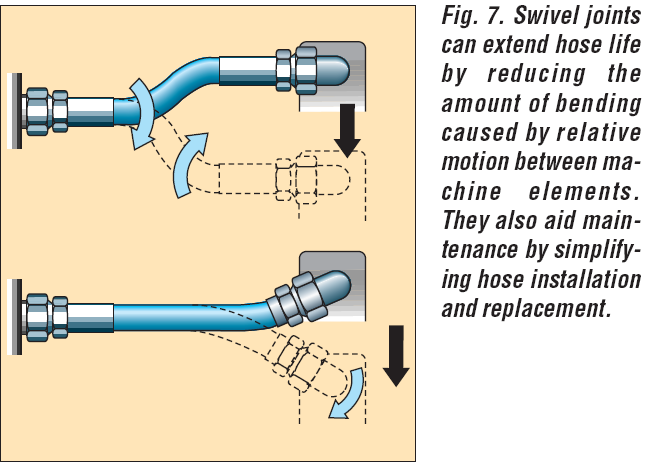 Fig. 7. Swivel joints
can extend hose life
by reducing the
amount of bending
caused by relative
motion between ma-
chine elements.
They also aid main-
tenance by simplify-
ing hose installation
and replacement.